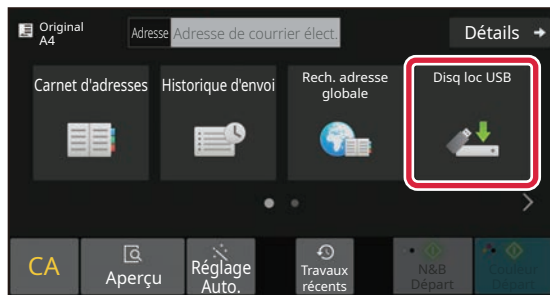 Original
A4
Adresse Adresse de courrier élect.
Détails
Carnet d'adresses
Historique d'envoi
Rech. adresse
globale
Disq loc USB
CA
Aperçu
Réglage
Auto.
Travaux
récents
N&B
Départ
Couleur
Départ